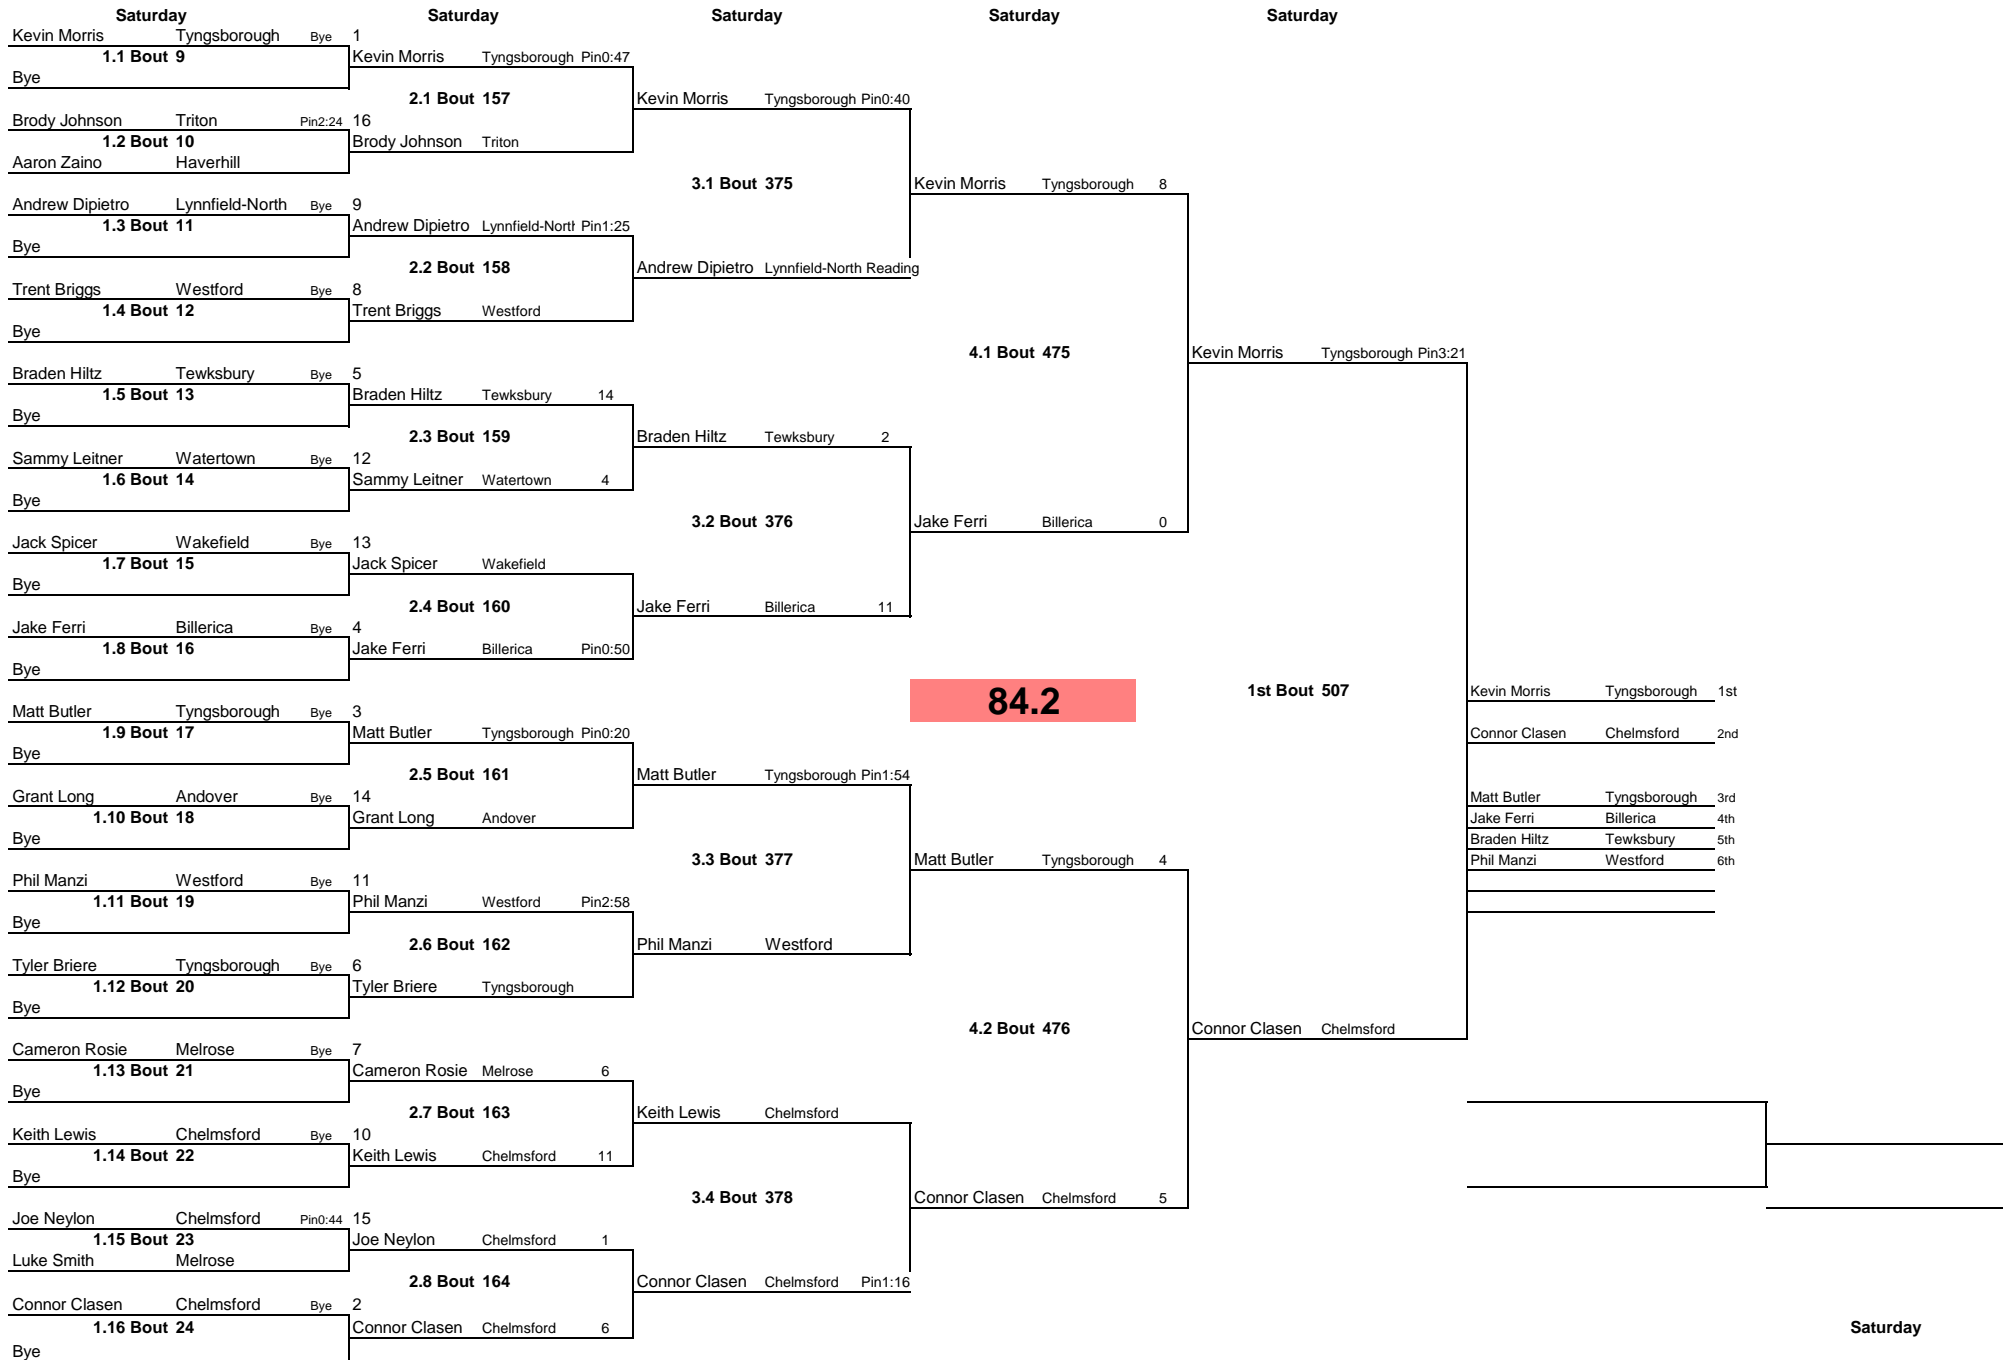 Saturday Saturday Saturday Saturday Saturday
Kevin Morris Tyngsborough Bye 1
1.1 Bout 9 Kevin Morris Tyngsborough Pin0:47
Bye
2.1 Bout 157 Kevin Morris Tyngsborough Pin0:40
Brody Johnson Triton Pin2:24 16
1.2 Bout 10 Brody Johnson Triton
Aaron Zaino Haverhill
3.1 Bout 375 Kevin Morris Tyngsborough 8
Andrew Dipietro Lynnfield-North Bye 9
1.3 Bout 11 Andrew Dipietro Lynnfield-North Pin1:25
Bye
2.2 Bout 158 Andrew Dipietro Lynnfield-North Reading
Trent Briggs Westford Bye 8
1.4 Bout 12 Trent Briggs Westford
Bye
4.1 Bout 475 Kevin Morris Tyngsborough Pin3:21
Braden Hiltz Tewksbury Bye 5
1.5 Bout 13 Braden Hiltz Tewksbury 14
Bye
2.3 Bout 159 Braden Hiltz Tewksbury 2
Sammy Leitner Watertown Bye 12
1.6 Bout 14 Sammy Leitner Watertown 4
Bye
3.2 Bout 376 Jake Ferri Billerica 0
Jack Spicer Wakefield Bye 13
1.7 Bout 15 Jack Spicer Wakefield
Bye
2.4 Bout 160 Jake Ferri Billerica 11
Jake Ferri Billerica Bye 4
1.8 Bout 16 Jake Ferri Billerica Pin0:50
Bye
84.2 1st Bout 507 Kevin Morris Tyngsborough 1st
Matt Butler Tyngsborough Bye 3
1.9 Bout 17 Matt Butler Tyngsborough Pin0:20 Connor Clasen Chelmsford 2nd
Bye
2.5 Bout 161 Matt Butler Tyngsborough Pin1:54
Grant Long Andover Bye 14 Matt Butler Tyngsborough 3rd
1.10 Bout 18 Grant Long Andover Jake Ferri Billerica 4th
Bye Braden Hiltz Tewksbury 5th
3.3 Bout 377 Matt Butler Tyngsborough 4 Phil Manzi Westford 6th
Phil Manzi Westford Bye 11
1.11 Bout 19 Phil Manzi Westford Pin2:58
Bye
2.6 Bout 162 Phil Manzi Westford
Tyler Briere Tyngsborough Bye 6
1.12 Bout 20 Tyler Briere Tyngsborough
Bye
4.2 Bout 476 Connor Clasen Chelmsford
Cameron Rosie Melrose Bye 7
1.13 Bout 21 Cameron Rosie Melrose 6
Bye
2.7 Bout 163 Keith Lewis Chelmsford
Keith Lewis Chelmsford Bye 10
1.14 Bout 22 Keith Lewis Chelmsford 11
Bye
3.4 Bout 378 Connor Clasen Chelmsford 5
Joe Neylon Chelmsford Pin0:44 15
1.15 Bout 23 Joe Neylon Chelmsford 1
Luke Smith Melrose
2.8 Bout 164 Connor Clasen Chelmsford Pin1:16
Connor Clasen Chelmsford Bye 2
1.16 Bout 24 Connor Clasen Chelmsford 6 Saturday
Bye